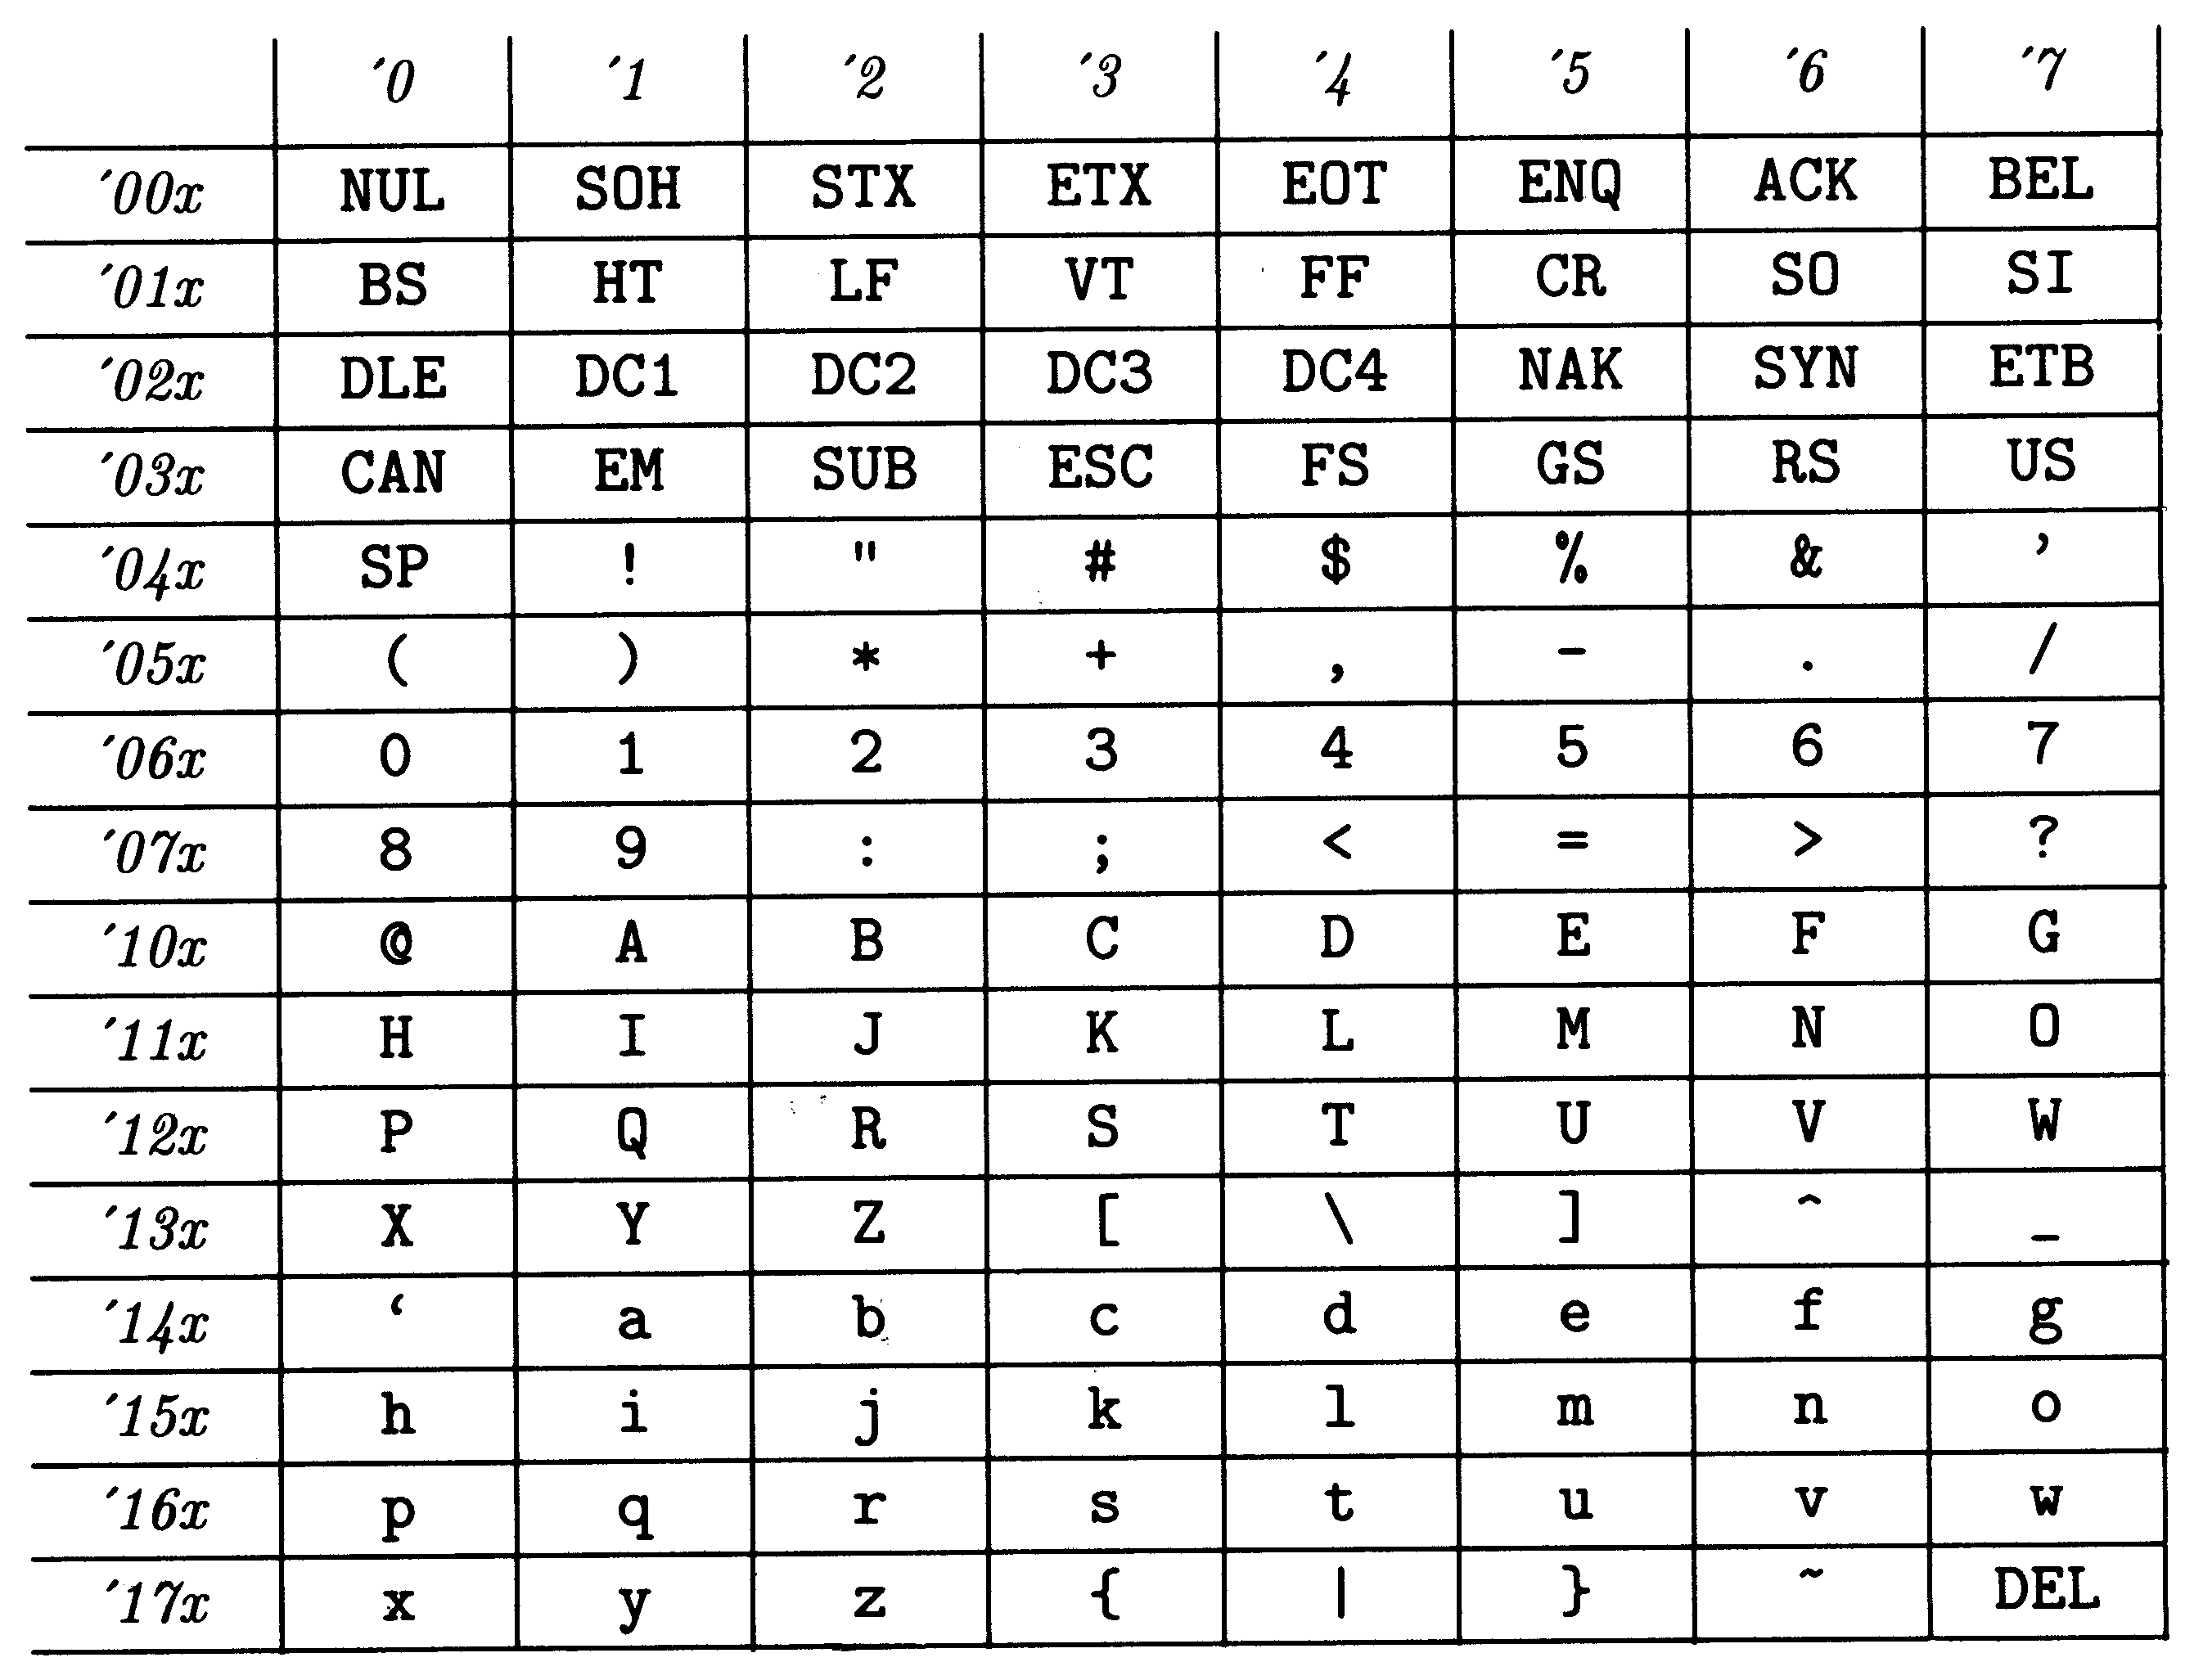 ´0 ´1 ´2 ´3 ´4 ´5 ´6 ´7
´00x NUL SOH STX ETX EOT ENQ ACK BEL
´01x BS HT LF VT FF CR SO SI
´02x DLE DC1 DC2 DC3 DC4 NAK SYN ETB
´03x CAN EM SUB ESC FS GS RS US
´04x SP ! " # $ % & ’
´05x ( ) * + , - . /
´06x 0 1 2 3 4 5 6 7
´07x 8 9 : ; < = > ?
´10x @ A B C D E F G
´11x H I J K L M N O
´12x P Q R S T U V W
´13x X Y Z [ \ ] ^ _
´14x ‘ a b c d e f g
´15x h i j k l m n o
´16x p q r s t u v w
´17x x y z { | } ~ DEL